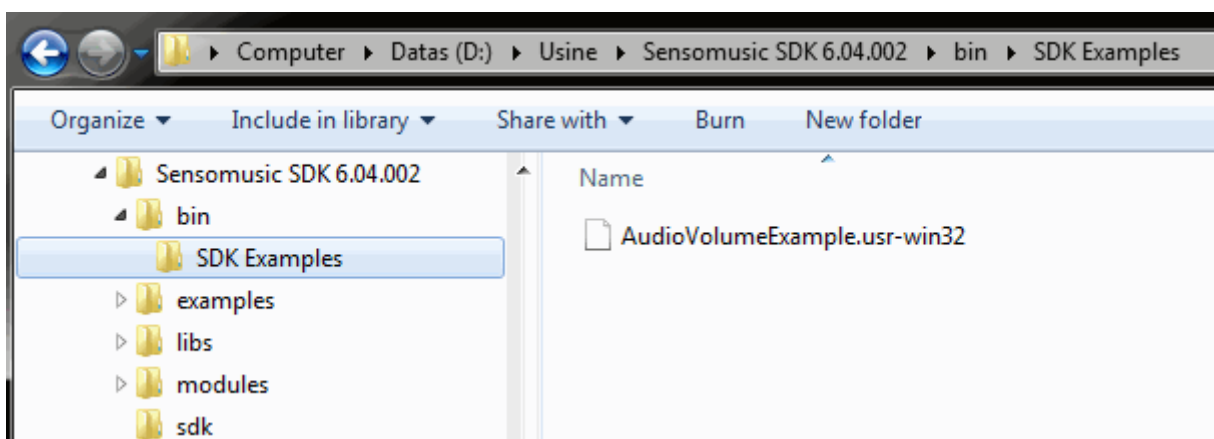 Computer Datas (D:) Usine Sensomusic SDK 6.04.002 bin SDK Examples
Organize Include in library Share with Burn New folder
Sensomusic SDK 6.04.002
bin
SDK Examples
examples
libs
modules
sdk
Name
AudioVolumeExample.usr-win32